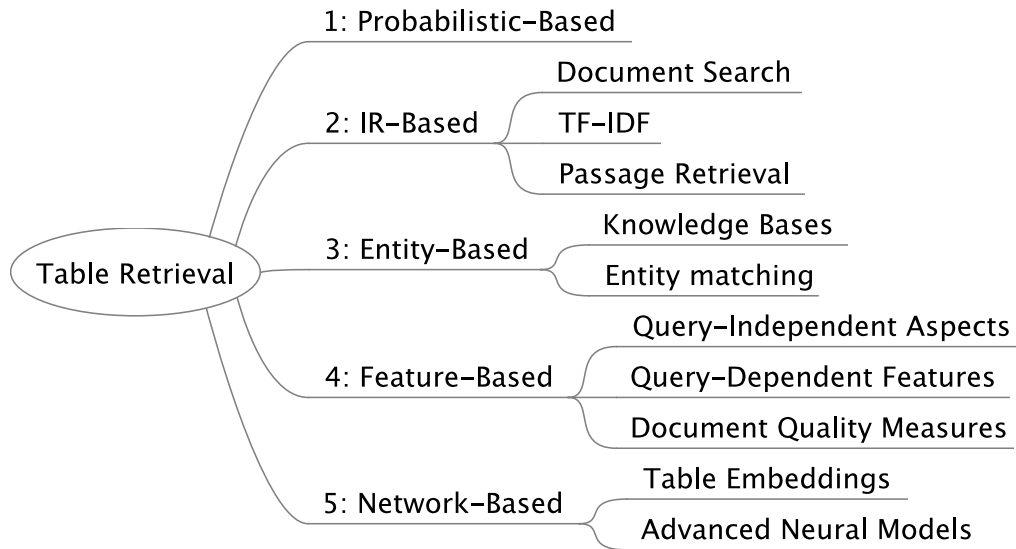 Table Retrieval
1: Probabilistic–Based
2: IR–Based
Document Search
TF–IDF
Passage Retrieval
3: Entity–Based
Knowledge Bases
Entity matching
4: Feature–Based
Query–Independent Aspects
Query–Dependent Features
Document Quality Measures
5: Network–Based
Table Embeddings
Advanced Neural Models